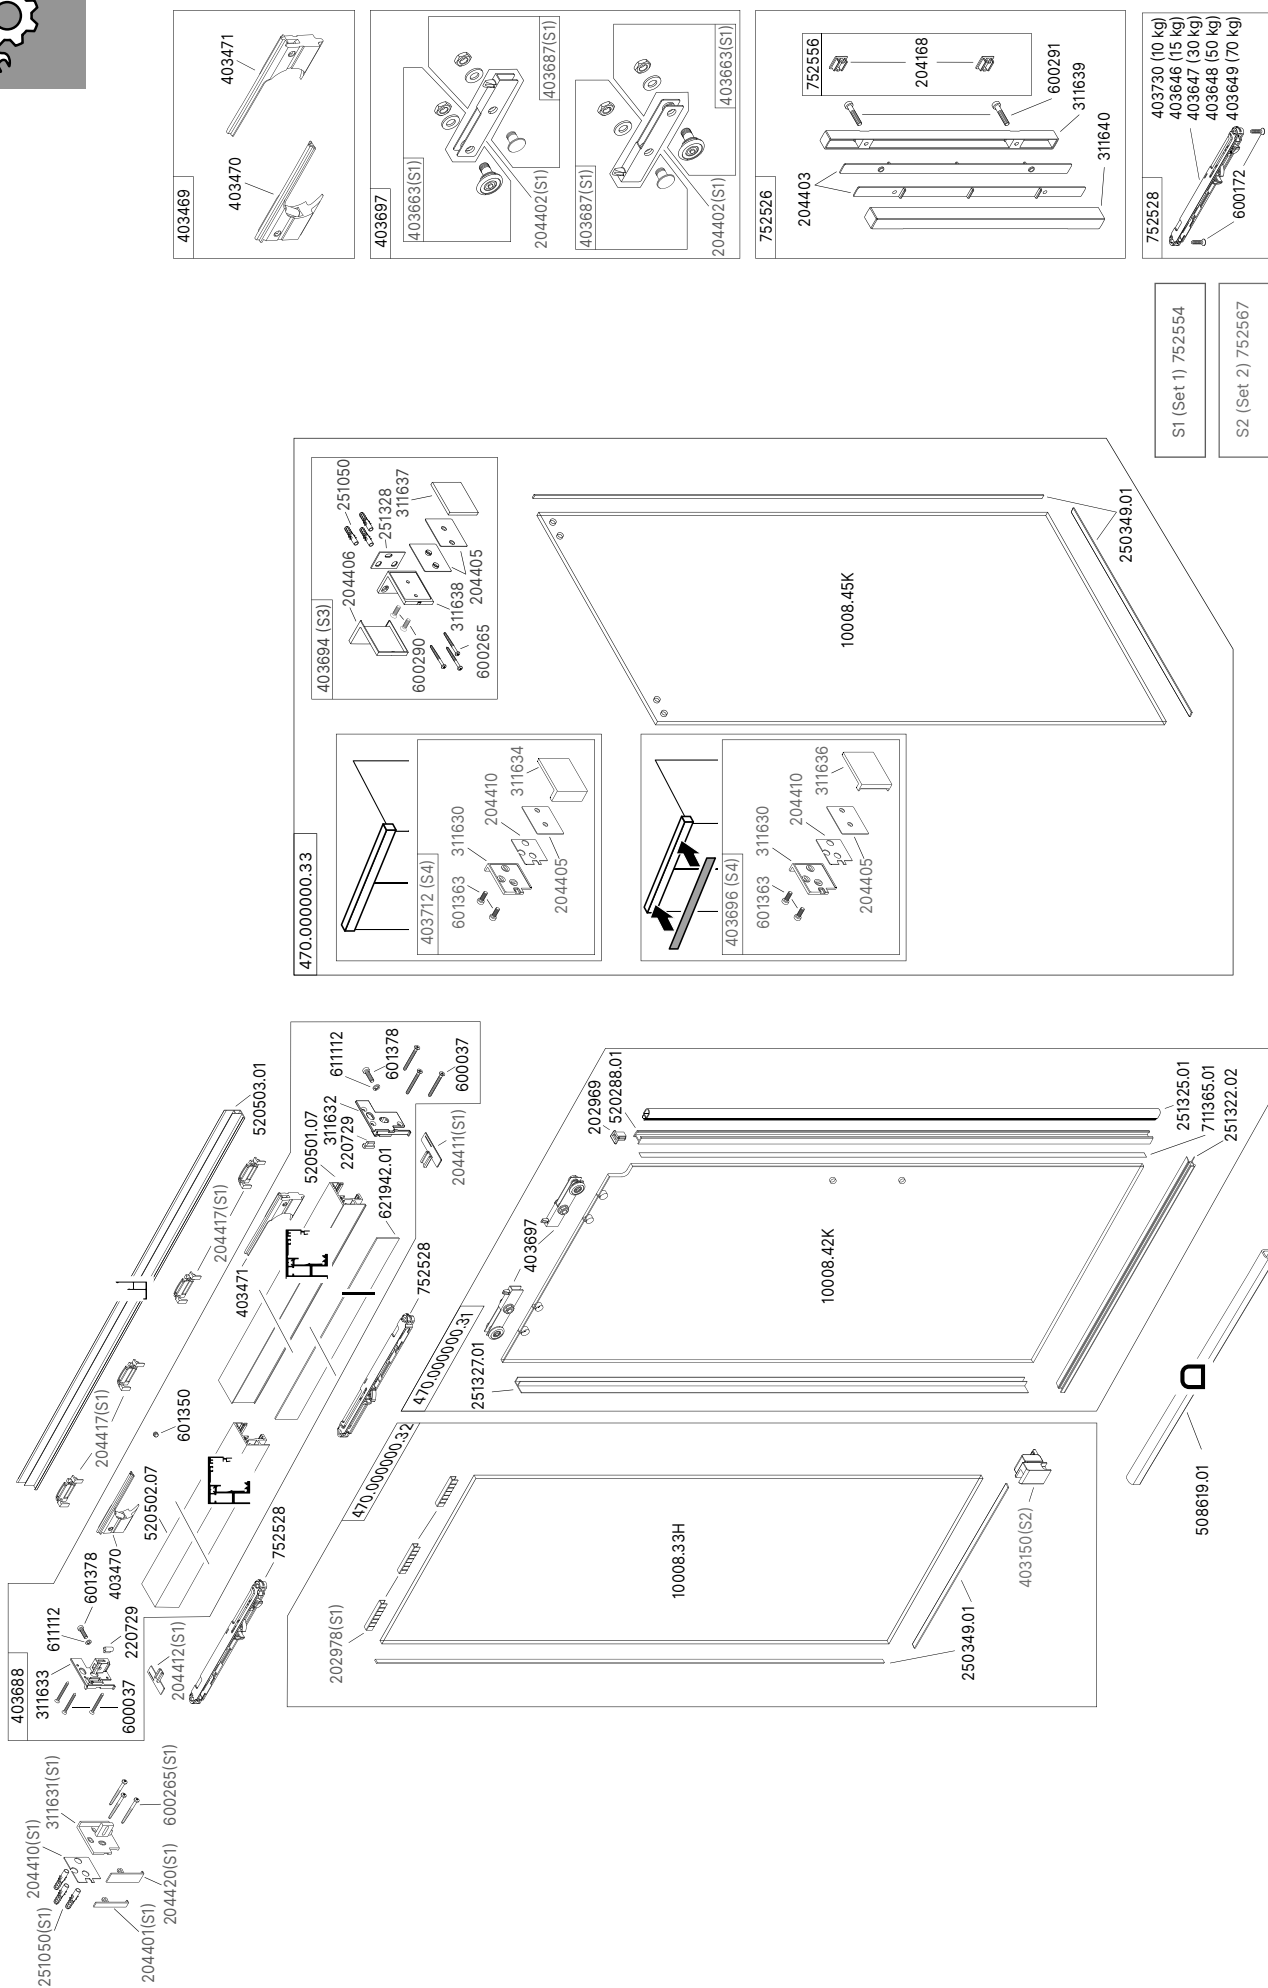 403469
403471
403470
403697
403663(S1)
403687(S1)
204402(S1)
403687(S1)
403663(S1)
204402(S1)
752526
752556
204168
204403
600291
311639
311640
752528
403730 (10 kg)
403646 (15 kg)
403647 (30 kg)
403648 (50 kg)
403649 (70 kg)
600172
S1 (Set 1) 752554
S2 (Set 2) 752567
470.000000.33
403694 (S3)
204406
251050
251328
311637
600290
311638
204405
600265
403712 (S4)
601363
311630
204410
311634
204405
403696 (S4)
601363
311630
204410
311636
204405
10008.45K
250349.01
520503.01
204417(S1)
204417(S1)
403471
520501.07
311632
220729
611112
601378
600037
204411(S1)
621942.01
752528
601350
520502.07
403470
601378
61112
220729
403688
311633
600037
204412(S1)
752528
251050(S1)
204410(S1)
311631(S1)
600265(S1)
204420(S1)
204401(S1)
470.000000.31
403697
202969
520288.01
251327.01
10008.42K
251325.01
711365.01
251322.02
508619.01
470.000000.32
202978(S1)
10008.33H
250349.01
403150(S2)